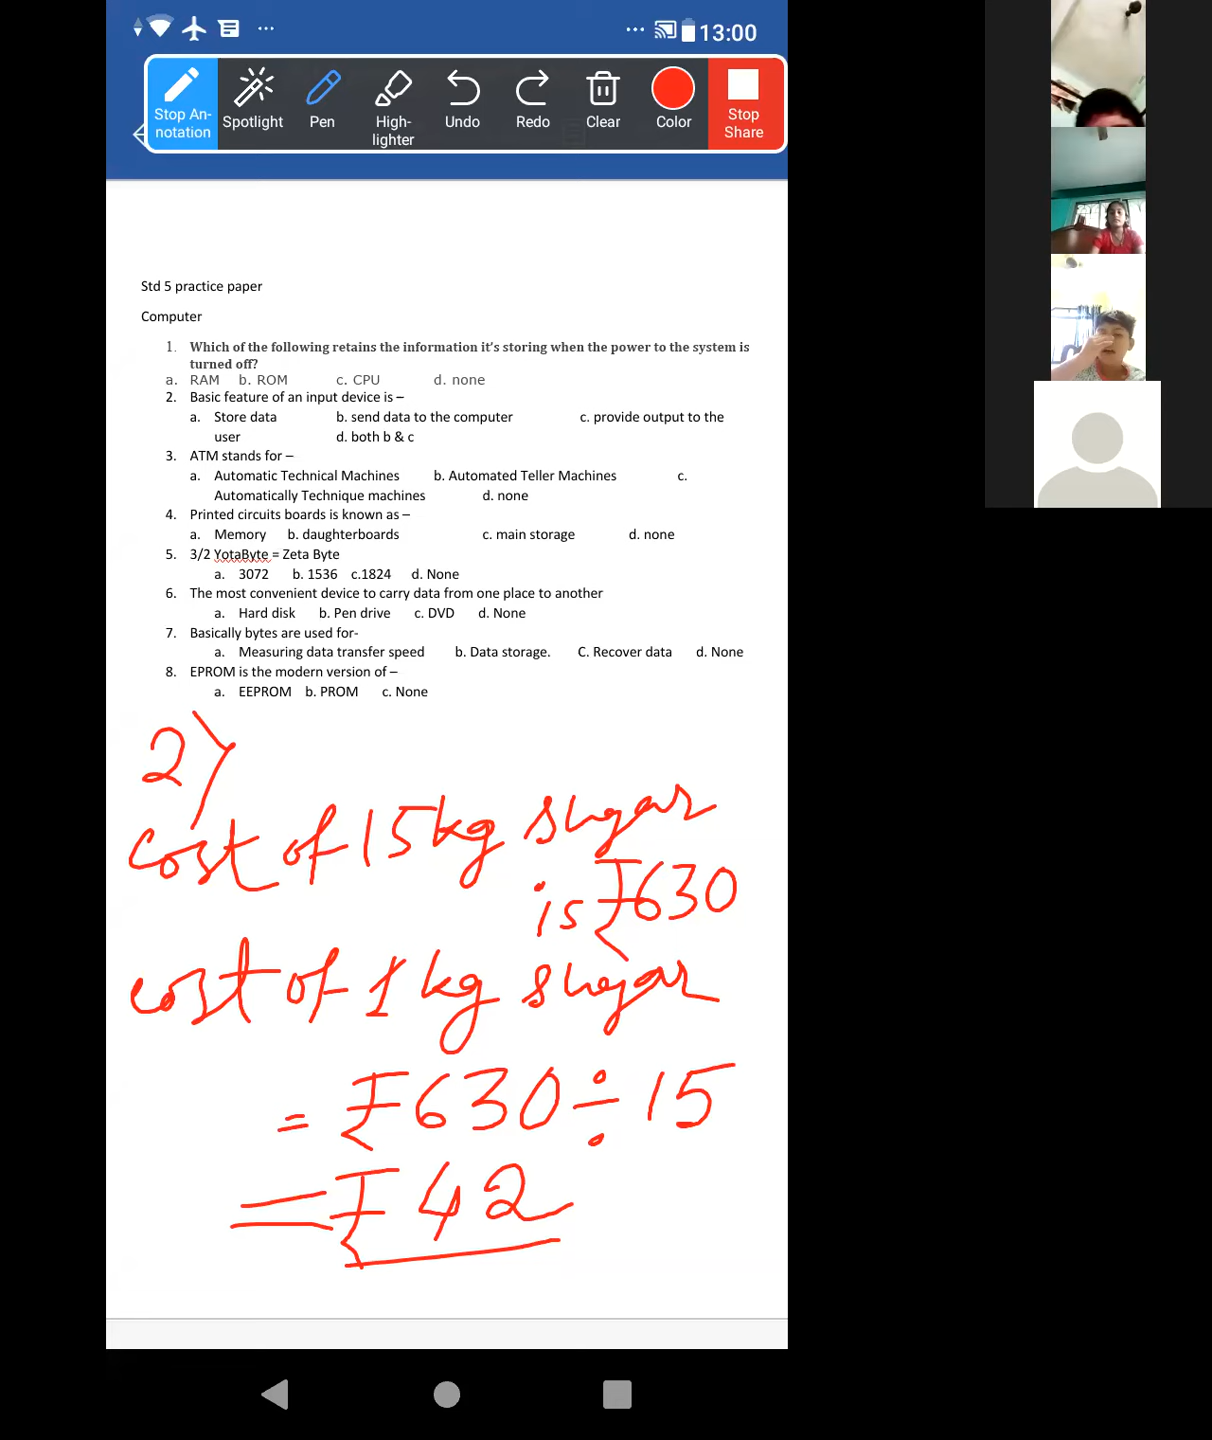 13:00
Stop An-
notation
Spotlight
Pen
High-
lighter
Undo
Redo
Clear
Color
Stop
Share
Std 5 practice paper
Computer
1. Which of the following retains the information it's storing when the power to the system is
turned off?
a. RAM b. ROM c. CPU d. none
2. Basic feature of an input device is –
a. Store data b. send data to the computer c. provide output to the
user d. both b & c
3. ATM stands for –
a. Automatic Technical Machines b. Automated Teller Machines c.
Automatically Technique machines d. none
4. Printed circuits boards is known as –
a. Memory b. daughterboards c. main storage d. none
5. 3/2 YotaByte = Zeta Byte
a. 3072 b. 1536 c.1824 d. None
6. The most convenient device to carry data from one place to another
a. Hard disk b. Pen drive c. DVD d. None
7. Basically bytes are used for-
a. Measuring data transfer speed b. Data storage. C. Recover data d. None
8. EPROM is the modern version of –
a. EEPROM b. PROM c. None
2)
cost of 15 kg sugar
is ₹630
cost of 1 kg sugar
= ₹630 ÷ 15
= ₹42